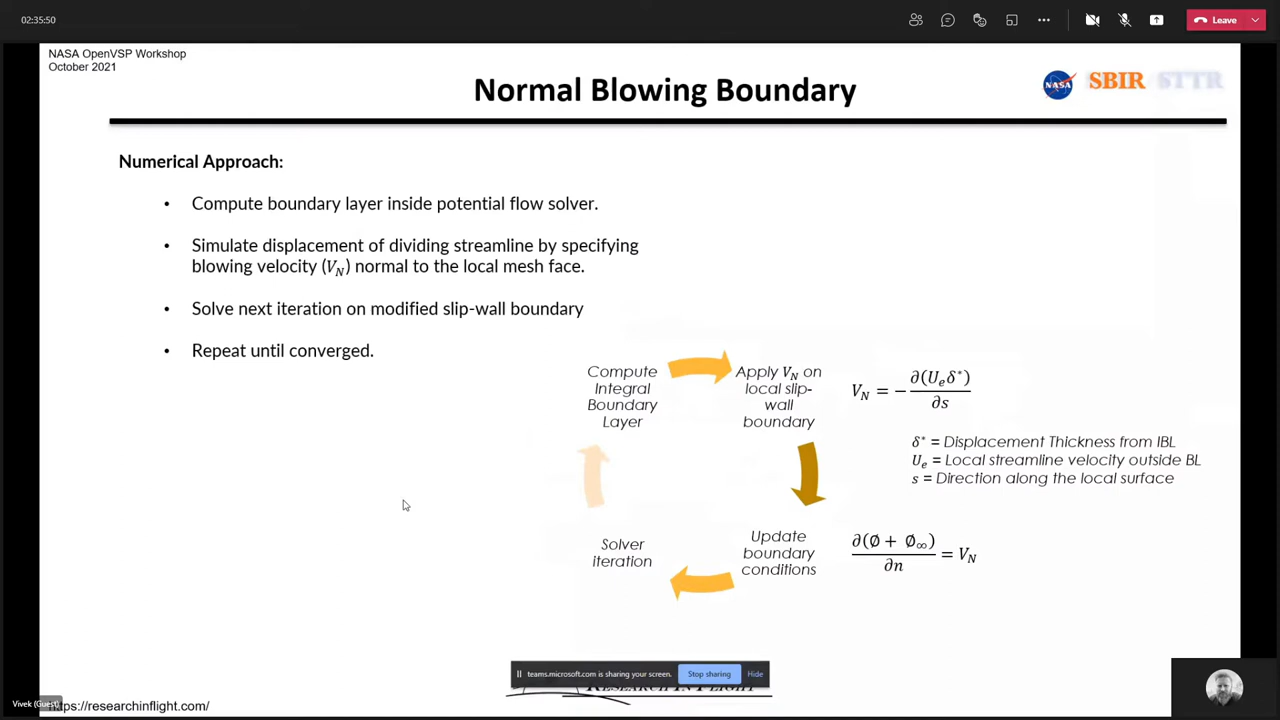 02:35:50
Leave
NASA OpenVSP Workshop
October 2021
Normal Blowing Boundary
NASA
SBIR STTR
Numerical Approach:
• Compute boundary layer inside potential flow solver.
• Simulate displacement of dividing streamline by specifying
blowing velocity (V_N) normal to the local mesh face.
• Solve next iteration on modified slip-wall boundary
• Repeat until converged.
Compute
Integral
Boundary
Layer
Apply V_N on
local slip-
wall
boundary
V_N = − ∂(U_e δ*) / ∂s
δ* = Displacement Thickness from IBL
U_e = Local streamline velocity outside BL
s = Direction along the local surface
Solver
iteration
Update
boundary
conditions
∂(Ø + Ø_∞) / ∂n = V_N
teams.microsoft.com is sharing your screen.
Stop sharing
Hide
RESEARCH IN FLIGHT
Vivek (Guest)
https://researchinflight.com/